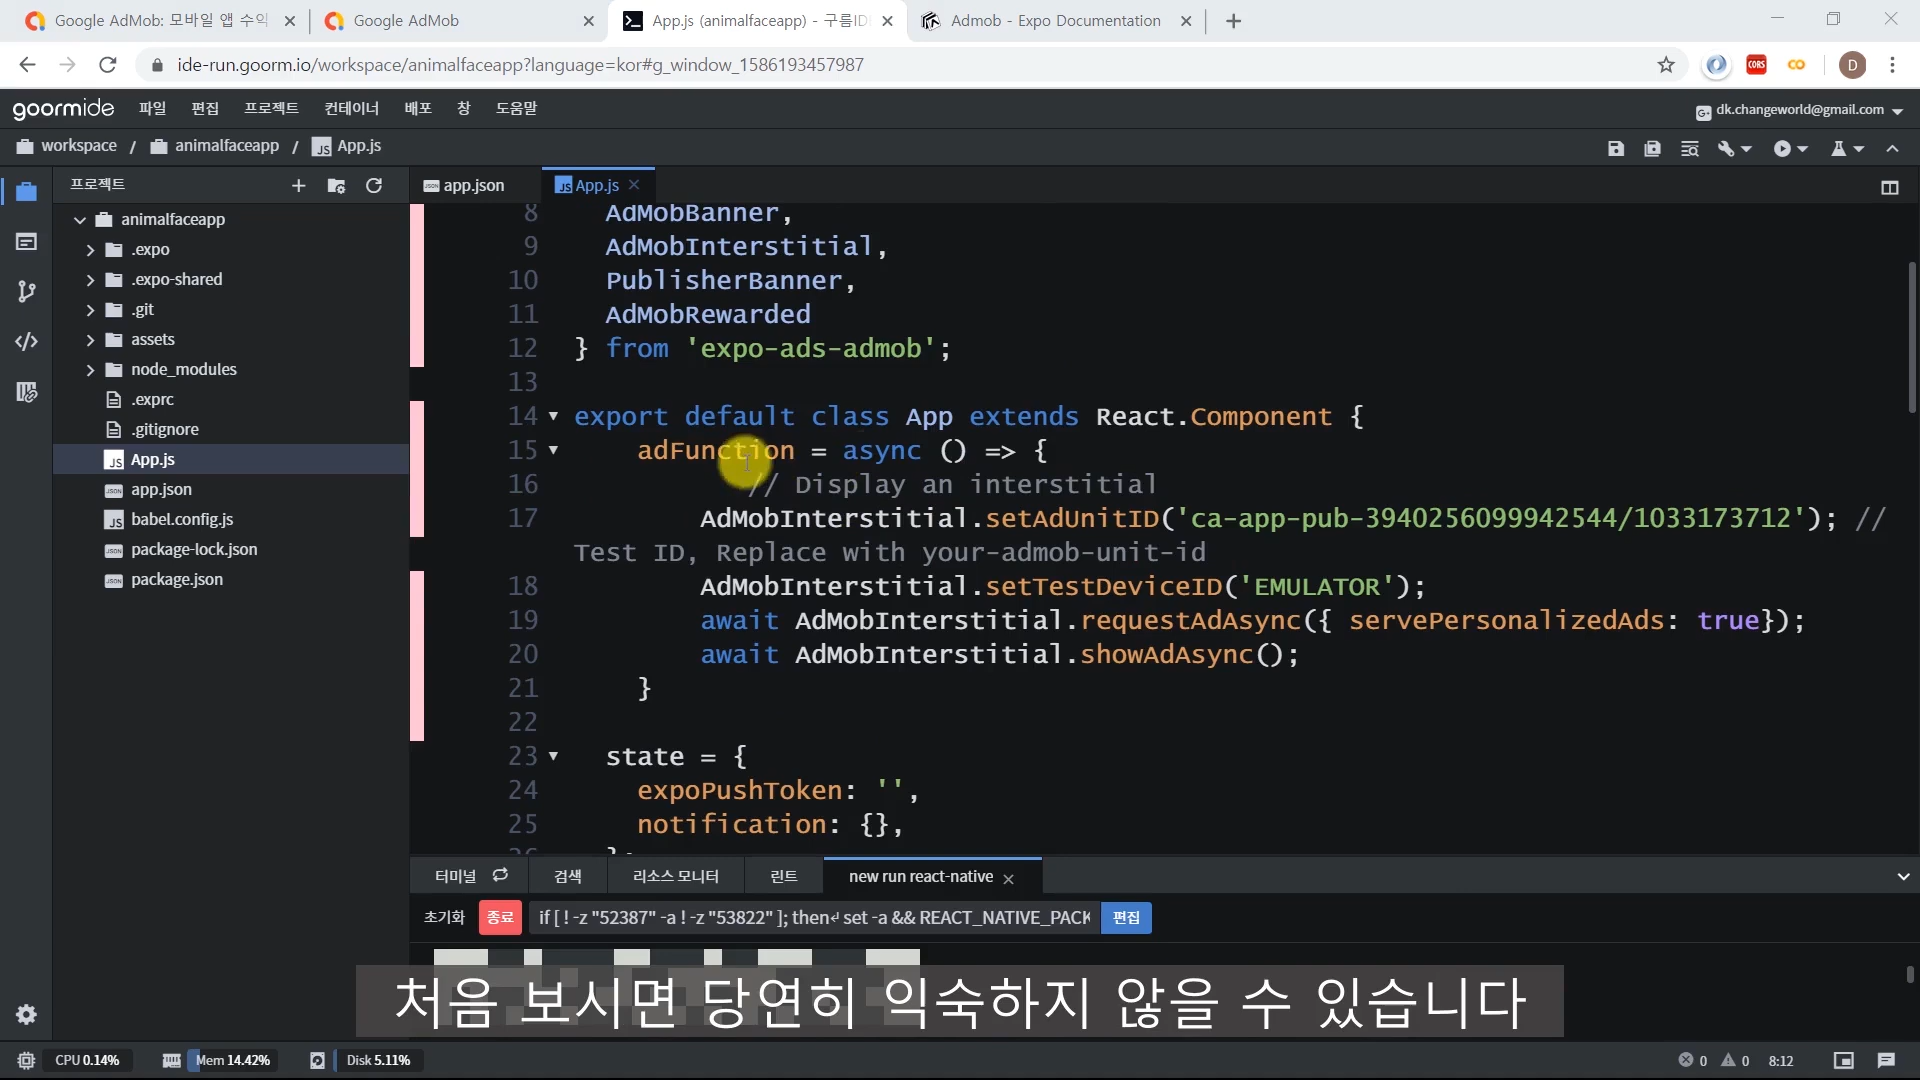 Google AdMob: 모바일 앱 수익
Google AdMob
App.js (animalfaceapp) - 구름ID
Admob - Expo Documentation
ide-run.goorm.io/workspace/animalfaceapp?language=kor#g_window_1586193457987
CORS
D
goormide 파일 편집 프로젝트 컨테이너 배포 창 도움말
dk.changeworld@gmail.com
workspace / animalfaceapp / JS App.js
프로젝트
app.json
JS App.js
animalfaceapp
.expo
.expo-shared
.git
assets
node_modules
.exprc
.gitignore
JS App.js
app.json
JS babel.config.js
package-lock.json
package.json
8 AdMobBanner,
9 AdMobInterstitial,
10 PublisherBanner,
11 AdMobRewarded
12 } from 'expo-ads-admob';
13
14 export default class App extends React.Component {
15 adFunction = async () => {
16 // Display an interstitial
17 AdMobInterstitial.setAdUnitID('ca-app-pub-3940256099942544/1033173712'); //
Test ID, Replace with your-admob-unit-id
18 AdMobInterstitial.setTestDeviceID('EMULATOR');
19 await AdMobInterstitial.requestAdAsync({ servePersonalizedAds: true});
20 await AdMobInterstitial.showAdAsync();
21 }
22
23 state = {
24 expoPushToken: '',
25 notification: {},
터미널 검색 리소스 모니터 린트 new run react-native
초기화 종료 if [ ! -z "52387" -a ! -z "53822" ]; then↵ set -a && REACT_NATIVE_PACK 편집
처음 보시면 당연히 익숙하지 않을 수 있습니다
CPU 0.14% Mem 14.42% Disk 5.11%
0 0 8:12